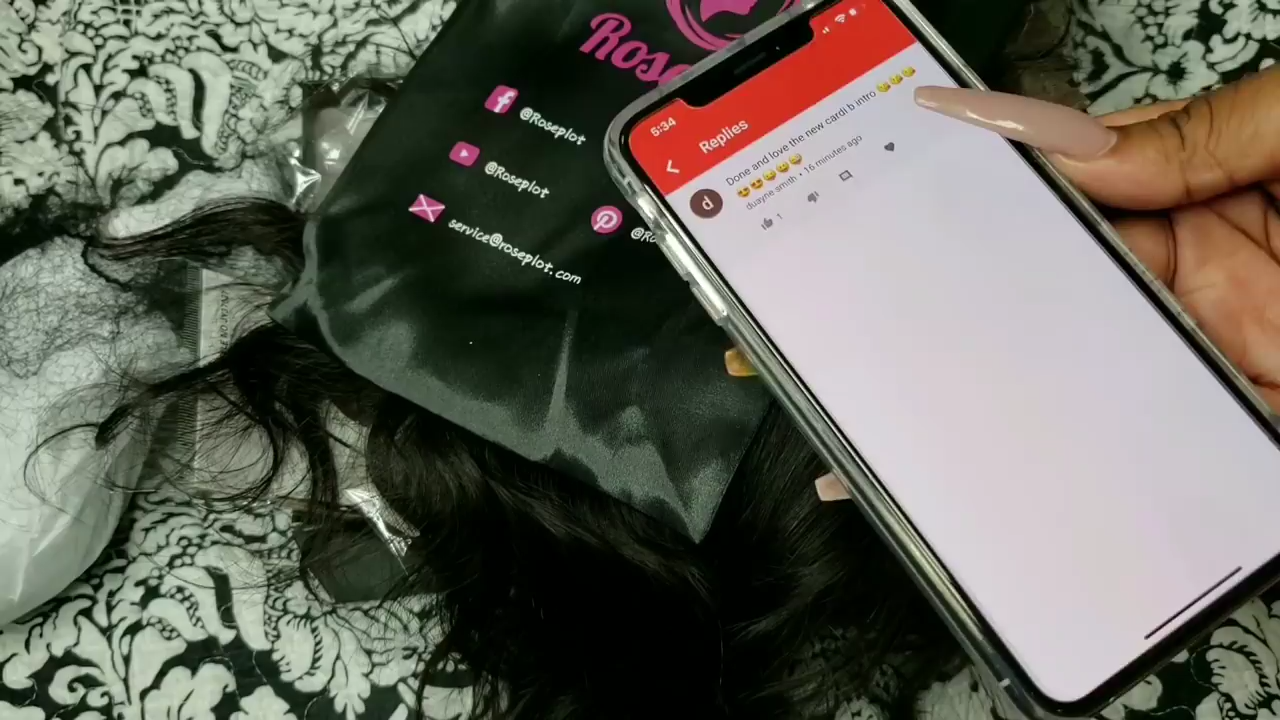 Rose
@Roseplot
@Roseplot
service@roseplot.com
@Ro
5:34
Replies
Done and love the new cardi b intro 😂😂😂
😍😍😂😂😂
duayne smith • 16 minutes ago
d
1